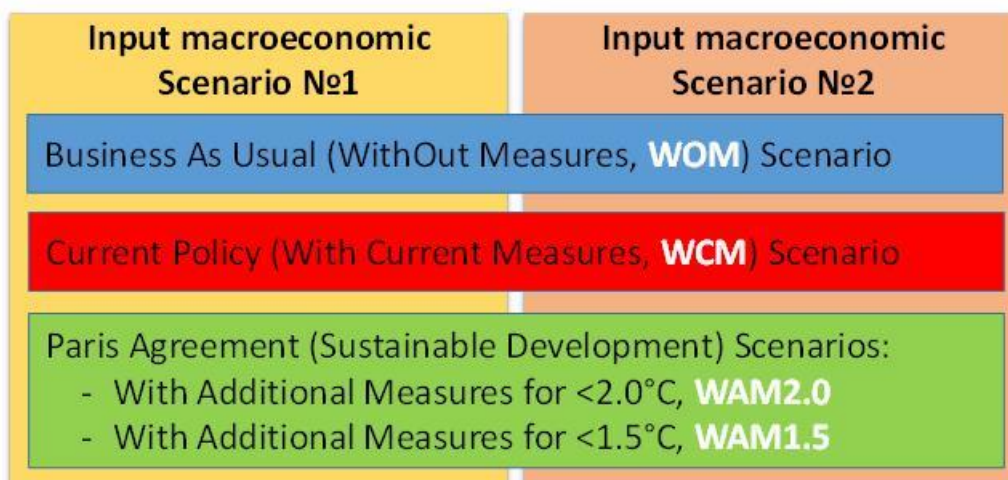 Input macroeconomic
Scenario №1
Input macroeconomic
Scenario №2
Business As Usual (WithOut Measures, WOM) Scenario
Current Policy (With Current Measures, WCM) Scenario
Paris Agreement (Sustainable Development) Scenarios:
- With Additional Measures for <2.0°C, WAM2.0
- With Additional Measures for <1.5°C, WAM1.5